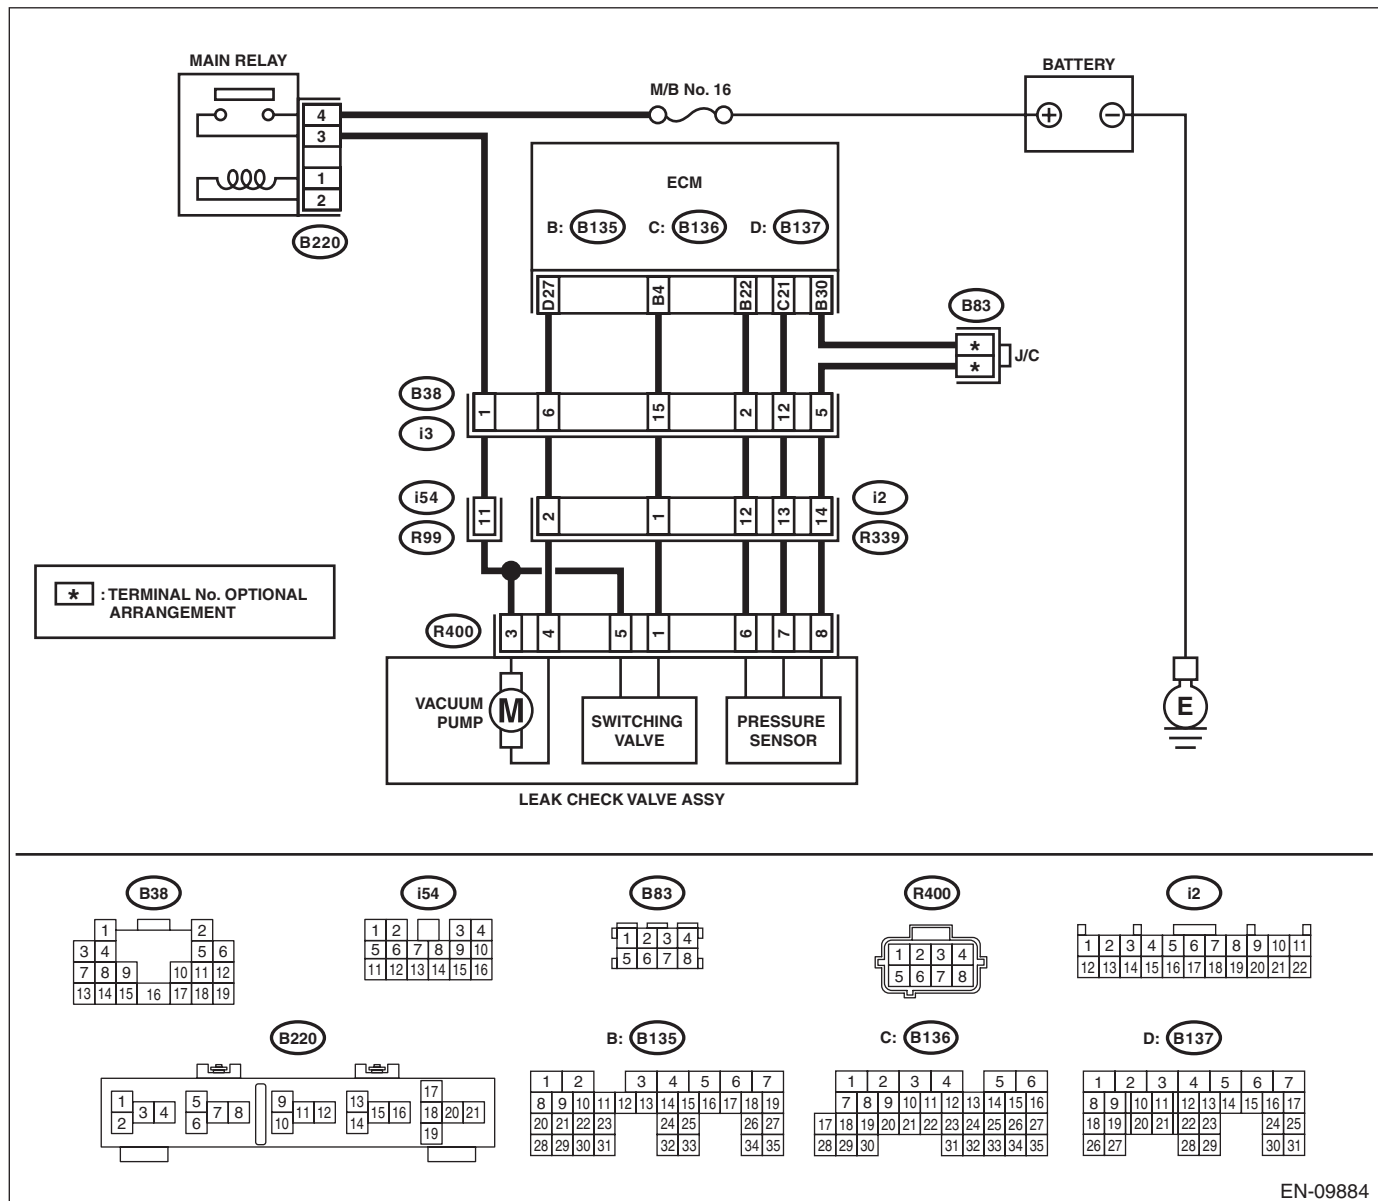 MAIN RELAY
BATTERY
M/B No. 16
4
3
1
2
B220
ECM
B: B135 C: B136 D: B137
D27 B4 B22 C21 B30
B83
*
*
J/C
B38
1 6 15 2 12 5
i3
i54
11
R99
2 1 12 13 14
i2
R339
* : TERMINAL No. OPTIONAL
ARRANGEMENT
R400
3 4 5 1 6 7 8
VACUUM
PUMP
M
SWITCHING
VALVE
PRESSURE
SENSOR
E
LEAK CHECK VALVE ASSY
B38
1 2
3 4 5 6
7 8 9 10 11 12
13 14 15 16 17 18 19
i54
1 2 3 4
5 6 7 8 9 10
11 12 13 14 15 16
B83
1 2 3 4
5 6 7 8
R400
1 2 3 4
5 6 7 8
i2
1 2 3 4 5 6 7 8 9 10 11
12 13 14 15 16 17 18 19 20 21 22
B220
1 2 3 4
5 6 7 8
9 10 11 12
13 14 15 16
17 18 19 20 21
B: B135
1 2 3 4 5 6 7
8 9 10 11 12 13 14 15 16 17 18 19
20 21 22 23 24 25 26 27
28 29 30 31 32 33 34 35
C: B136
1 2 3 4 5 6
7 8 9 10 11 12 13 14 15 16
17 18 19 20 21 22 23 24 25 26 27
28 29 30 31 32 33 34 35
D: B137
1 2 3 4 5 6 7
8 9 10 11 12 13 14 15 16 17
18 19 20 21 22 23 24 25
26 27 28 29 30 31
EN-09884